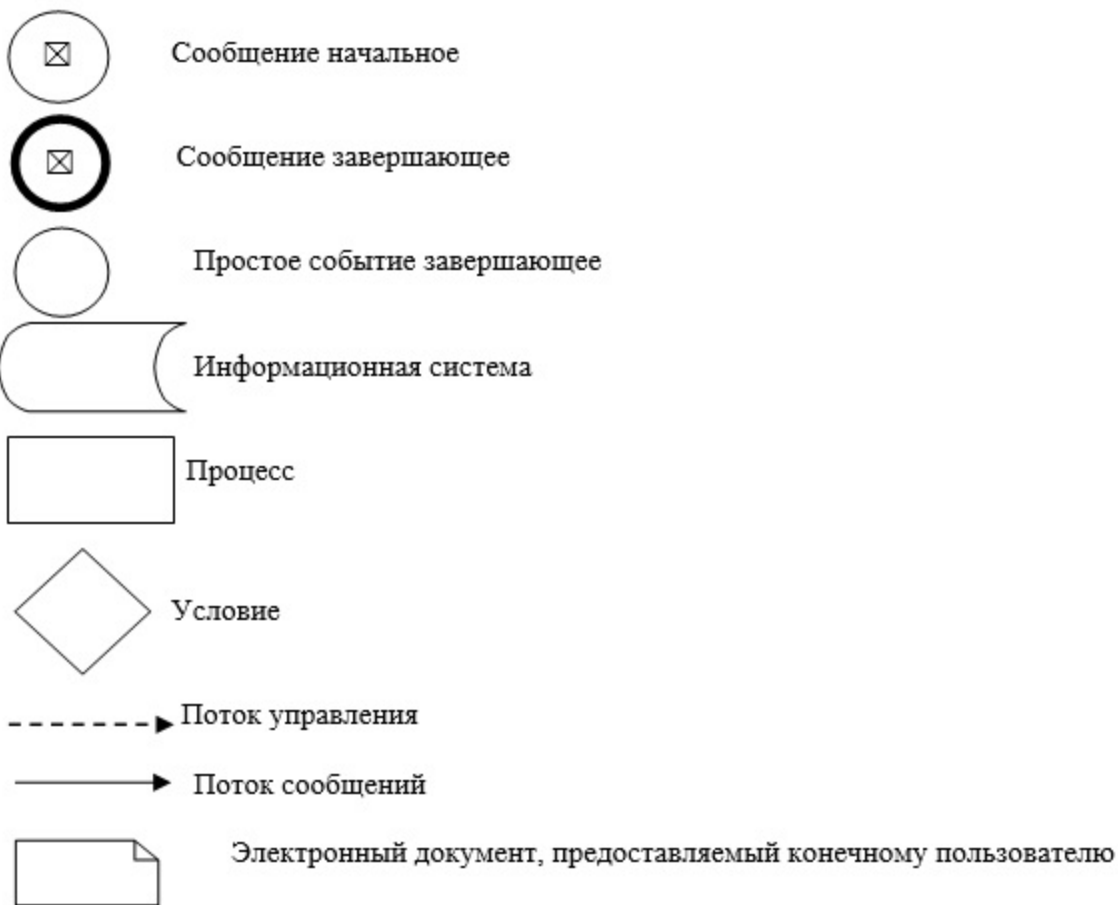 Сообщение начальное
Сообщение завершающее
Простое событие завершающее
Информационная система
Процесс
Условие
Поток управления
Поток сообщений
Электронный документ, предоставляемый конечному пользователю